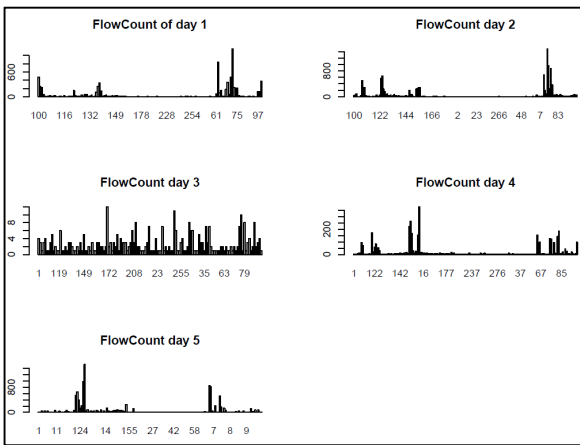 FlowCount of day 1
0 600
100 116 132 149 178 228 254 61 75 97
FlowCount of day 2
0 800
100 122 144 166 2 23 266 48 7 83
FlowCount day 3
0 4 8
1 119 149 172 208 23 255 35 63 79
FlowCount day 4
0 200
1 122 142 16 177 237 276 37 67 85
FlowCount day 5
0 800
1 11 124 14 155 27 42 58 7 8 9